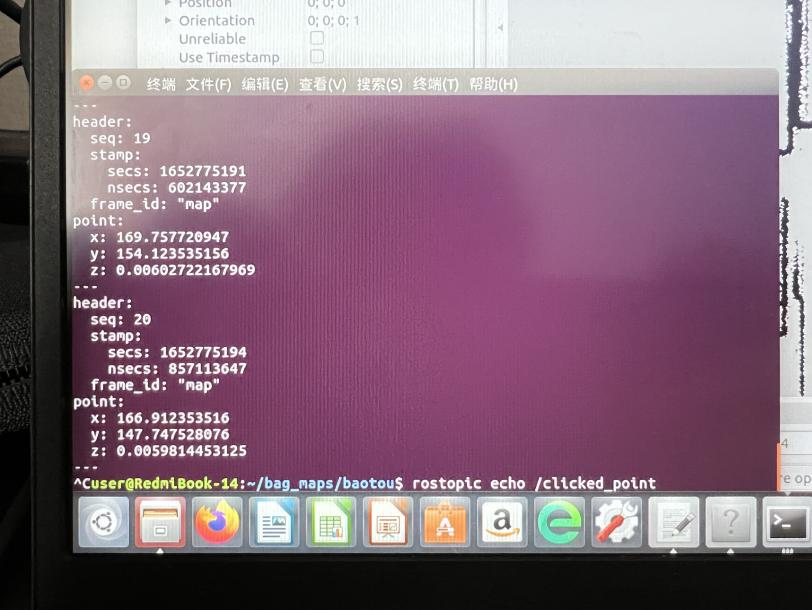 Position 0; 0; 0
Orientation 0; 0; 0; 1
Unreliable
Use Timestamp
终端 文件(F) 编辑(E) 查看(V) 搜索(S) 终端(T) 帮助(H)
---
header:
seq: 19
stamp:
secs: 1652775191
nsecs: 602143377
frame_id: "map"
point:
x: 169.757720947
y: 154.123535156
z: 0.00602722167969
---
header:
seq: 20
stamp:
secs: 1652775194
nsecs: 857113647
frame_id: "map"
point:
x: 166.912353516
y: 147.747528076
z: 0.0059814453125
---
^Cuser@RedmiBook-14:~/bag_maps/baotou$ rostopic echo /clicked_point